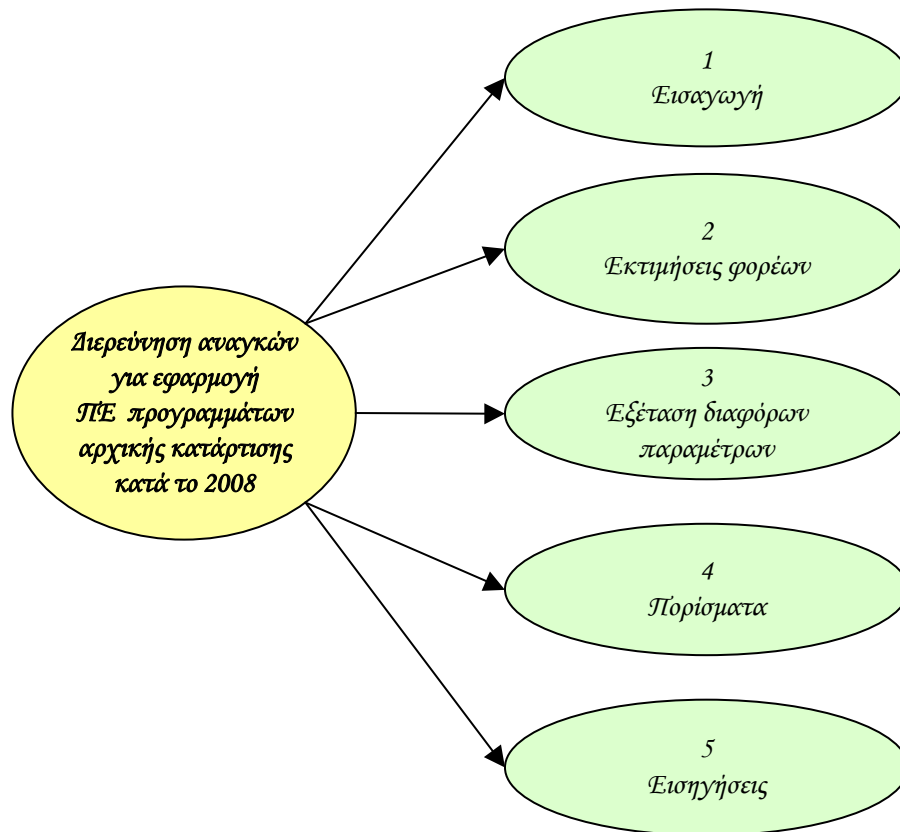 1
Εισαγωγή
2
Εκτιμήσεις φορέων
Διερεύνηση αναγκών
για εφαρμογή
ΠΕ προγραμμάτων
αρχικής κατάρτισης
κατά το 2008
3
Εξέταση διαφόρων
παραμέτρων
4
Πορίσματα
5
Εισηγήσεις